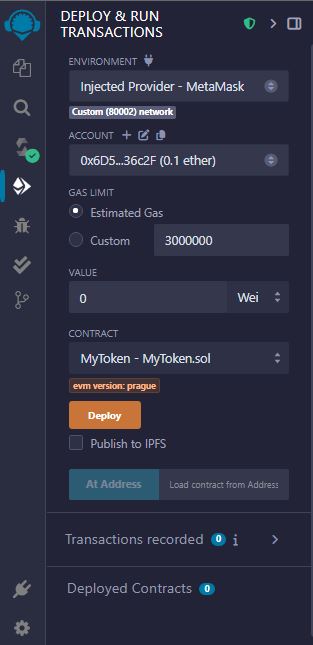 DEPLOY & RUN
TRANSACTIONS
ENVIRONMENT
Injected Provider - MetaMask
Custom (80002) network
ACCOUNT
0x6D5...36c2F (0.1 ether)
GAS LIMIT
Estimated Gas
Custom 3000000
VALUE
0 Wei
CONTRACT
MyToken - MyToken.sol
evm version: prague
Deploy
Publish to IPFS
At Address Load contract from Address
Transactions recorded 0 i
Deployed Contracts 0